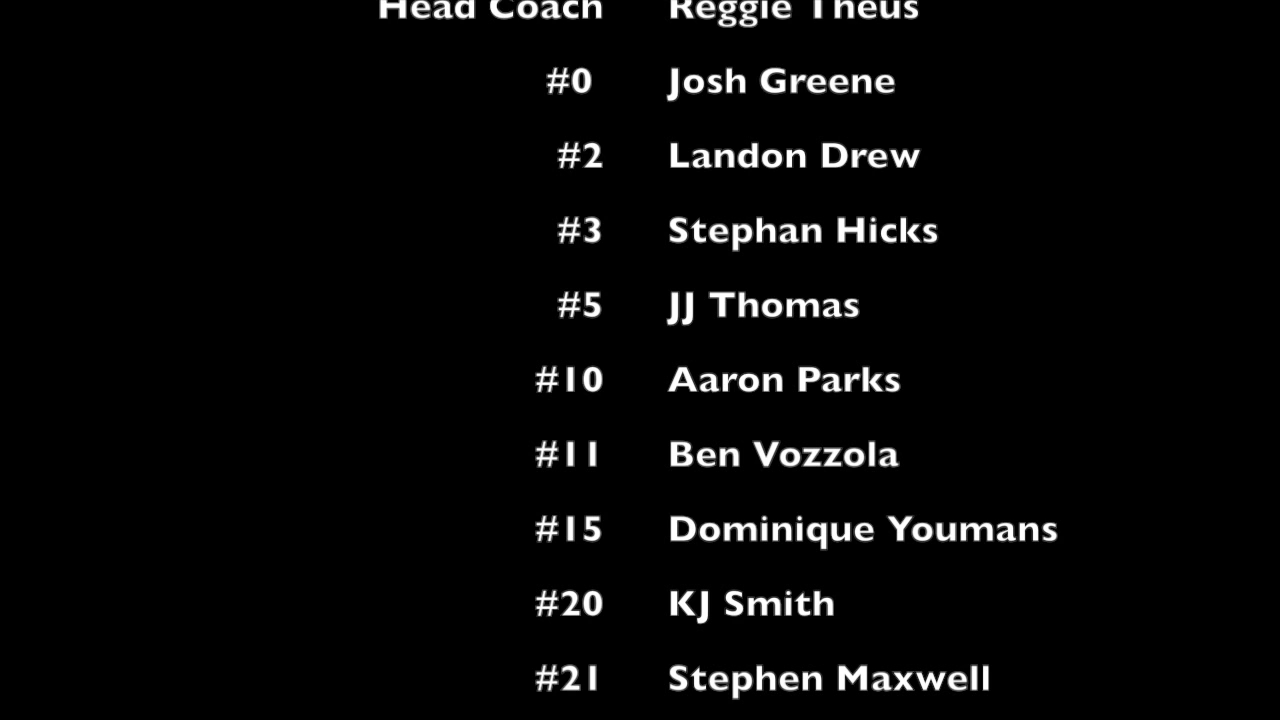 Head Coach Reggie Theus
#0 Josh Greene
#2 Landon Drew
#3 Stephan Hicks
#5 JJ Thomas
#10 Aaron Parks
#11 Ben Vozzola
#15 Dominique Youmans
#20 KJ Smith
#21 Stephen Maxwell